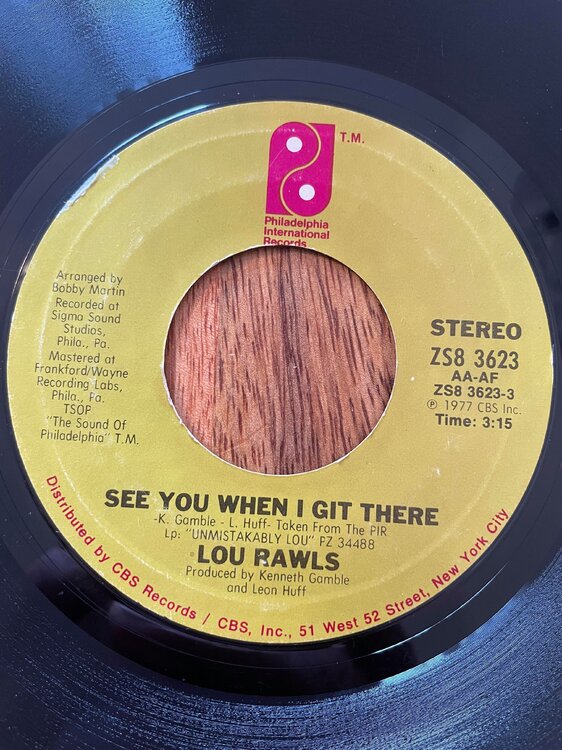 T.M.
Philadelphia
International
Records
Arranged by
Bobby Martin
Recorded at
Sigma Sound
Studios,
Phila., Pa.
Mastered at
Frankford/Wayne
Recording Labs,
Phila., Pa.
TSOP
"The Sound Of
Philadelphia" T.M.
STEREO
ZS8 3623
AA-AF
ZS8 3623-3
℗ 1977 CBS Inc.
Time: 3:15
SEE YOU WHEN I GIT THERE
-K. Gamble - L. Huff- Taken From The PIR
Lp: "UNMISTAKABLY LOU" PZ 34488
LOU RAWLS
Produced by Kenneth Gamble
and Leon Huff
Distributed by CBS Records / CBS, Inc., 51 West 52 Street, New York City